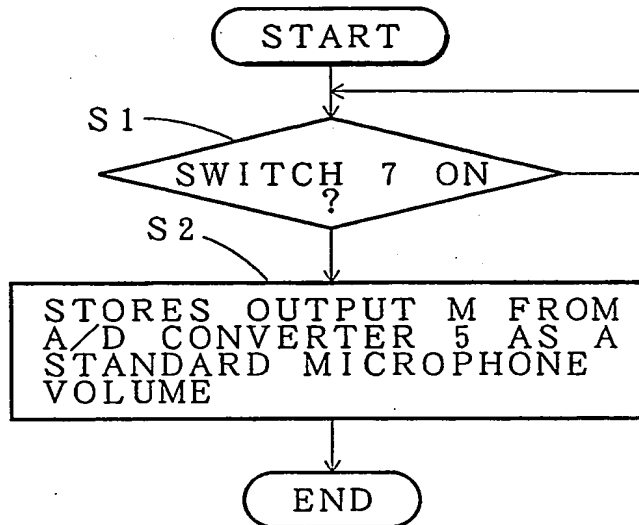 START
S1
SWITCH 7 ON
?
S2
STORES OUTPUT M FROM
A/D CONVERTER 5 AS A
STANDARD MICROPHONE
VOLUME
END